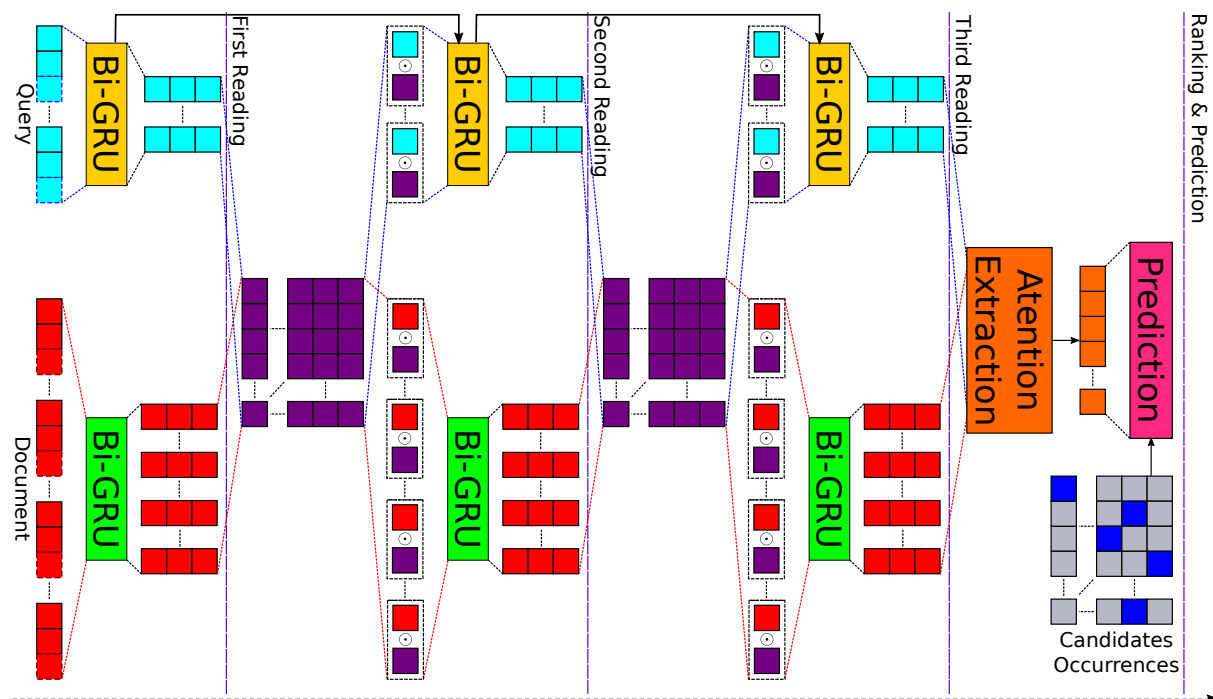 Query
Bi-GRU
First Reading
Bi-GRU
Second Reading
Bi-GRU
Third Reading
Ranking & Prediction
Document
Bi-GRU
Bi-GRU
Bi-GRU
Atention
Extraction
Prediction
Candidates
Occurrences